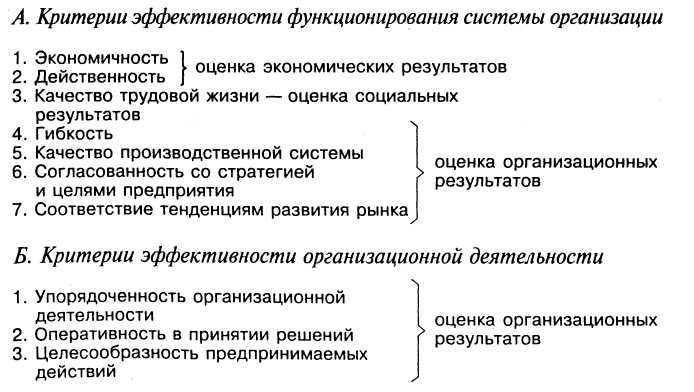 А. Критерии эффективности функционирования системы организации
1. Экономичность
2. Действенность
оценка экономических результатов
3. Качество трудовой жизни — оценка социальных
результатов
4. Гибкость
5. Качество производственной системы
6. Согласованность со стратегией
и целями предприятия
7. Соответствие тенденциям развития рынка
оценка организационных
результатов
Б. Критерии эффективности организационной деятельности
1. Упорядоченность организационной
деятельности
2. Оперативность в принятии решений
3. Целесообразность предпринимаемых
действий
оценка организационных
результатов